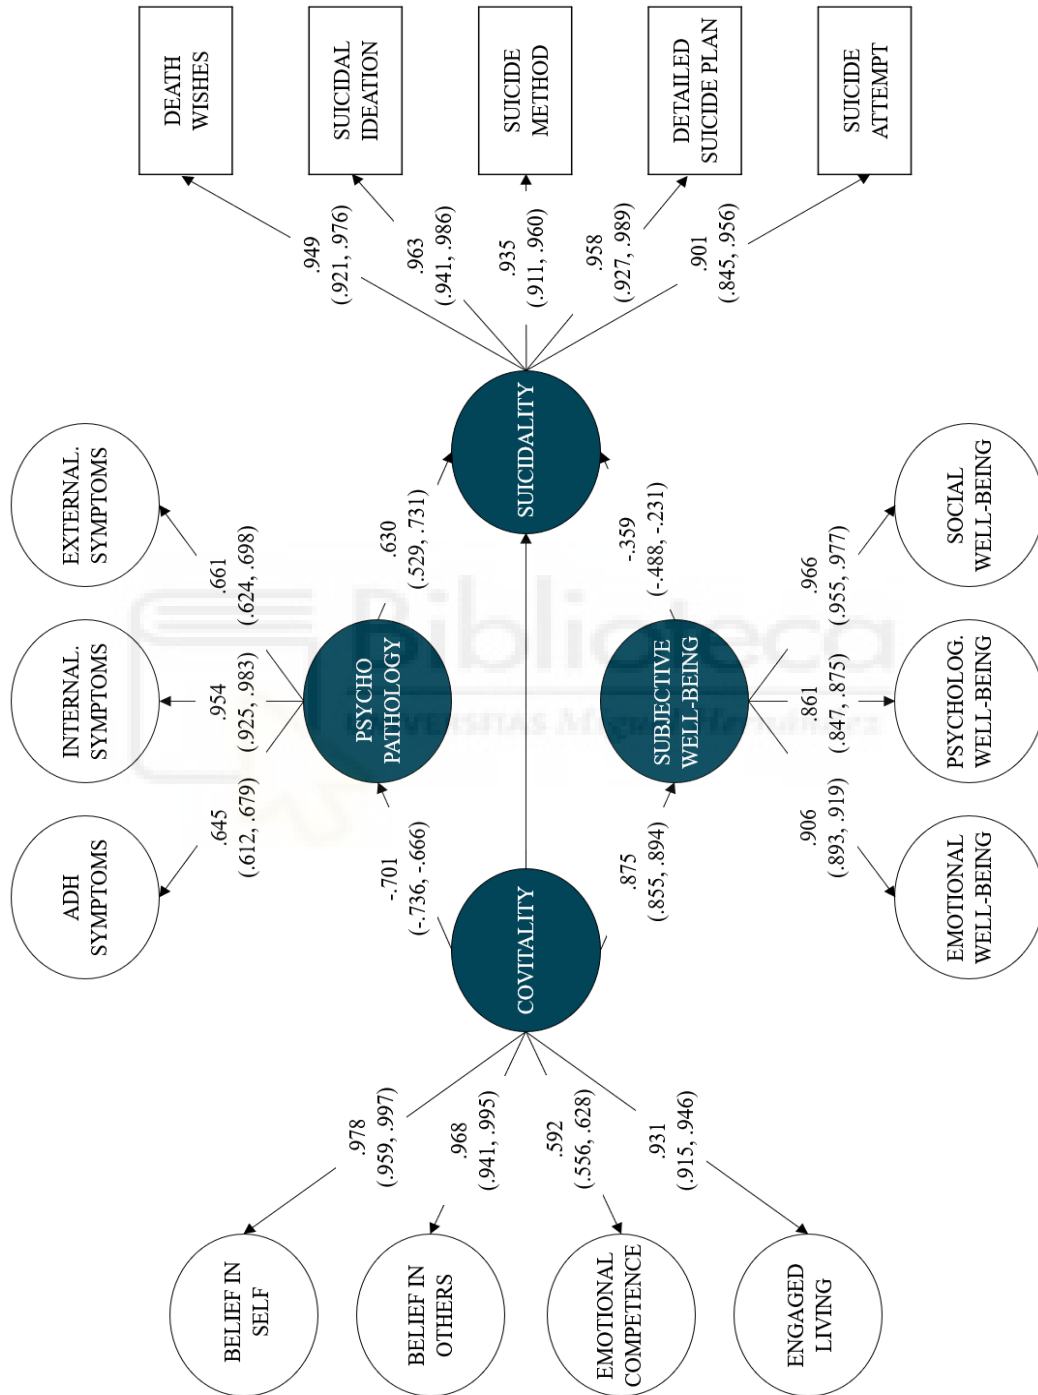 DEATH
WISHES
SUICIDAL
IDEATION
SUICIDE
METHOD
DETAILED
SUICIDE PLAN
SUICIDE
ATTEMPT
.949
(.921, .976)
.963
(.941, .986)
.935
(.911, .960)
.958
(.927, .989)
.901
(.845, .956)
SUICIDALITY
EXTERNAL.
SYMPTOMS
INTERNAL.
SYMPTOMS
ADH
SYMPTOMS
.661
(.624, .698)
.954
(.925, .983)
.645
(.612, .679)
PSYCHO
PATHOLOGY
.630
(.529, .731)
-.359
(-.488, -.231)
SUBJECTIVE
WELL-BEING
.966
(.955, .977)
.861
(.847, .875)
.906
(.893, .919)
SOCIAL
WELL-BEING
PSYCHOLOG.
WELL-BEING
EMOTIONAL
WELL-BEING
-.701
(-.736, -.666)
.875
(.855, .894)
COVITALITY
.978
(.959, .997)
.968
(.941, .995)
.592
(.556, .628)
.931
(.915, .946)
BELIEF IN
SELF
BELIEF IN
OTHERS
EMOTIONAL
COMPETENCE
ENGAGED
LIVING
Biblioteca
UNIVERSITAS Miguel Hernández